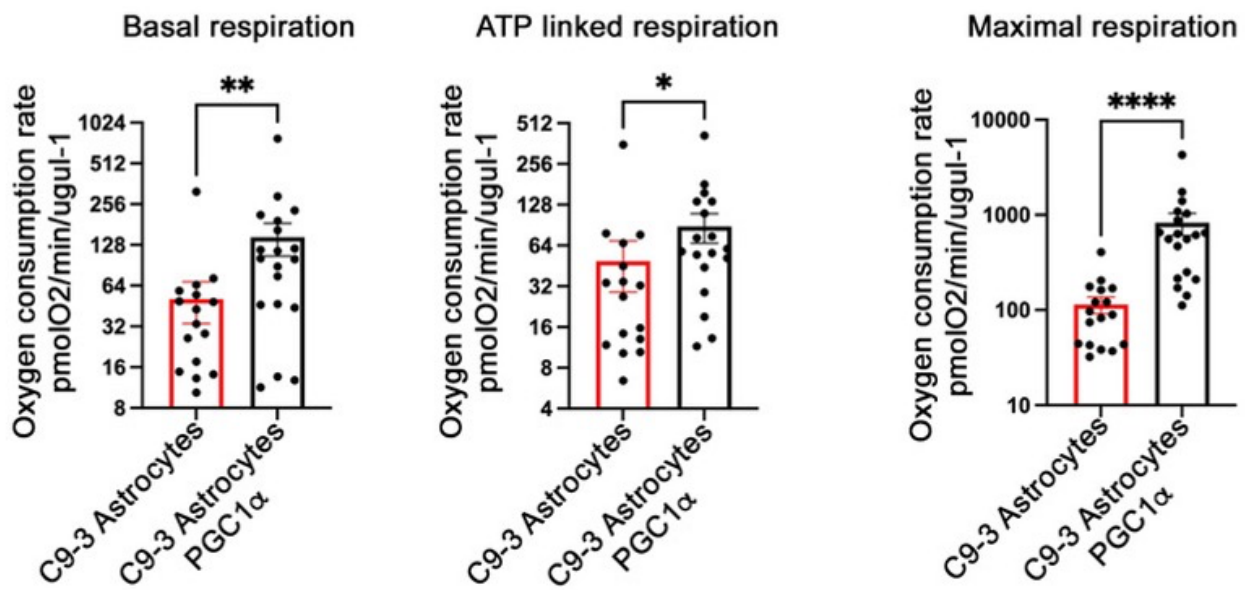 Basal respiration
**
Oxygen consumption rate
pmolO2/min/ugul-1
1024
512
256
128
64
32
16
8
C9-3 Astrocytes
C9-3 Astrocytes
PGC1α
ATP linked respiration
*
Oxygen consumption rate
pmolO2/min/ugul-1
512
256
128
64
32
16
8
4
C9-3 Astrocytes
C9-3 Astrocytes
PGC1α
Maximal respiration
****
Oxygen consumption rate
pmolO2/min/ugul-1
10000
1000
100
10
C9-3 Astrocytes
C9-3 Astrocytes
PGC1α